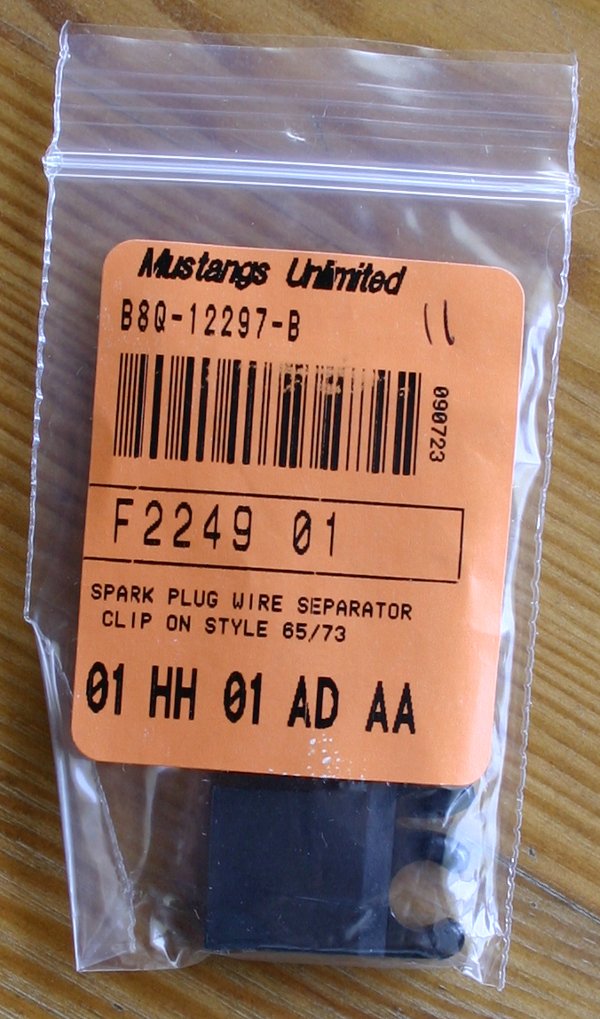 Mustangs Unlimited
B8Q-12297-B
11
090723
F2249 01
SPARK PLUG WIRE SEPARATOR
CLIP ON STYLE 65/73
01 HH 01 AD AA